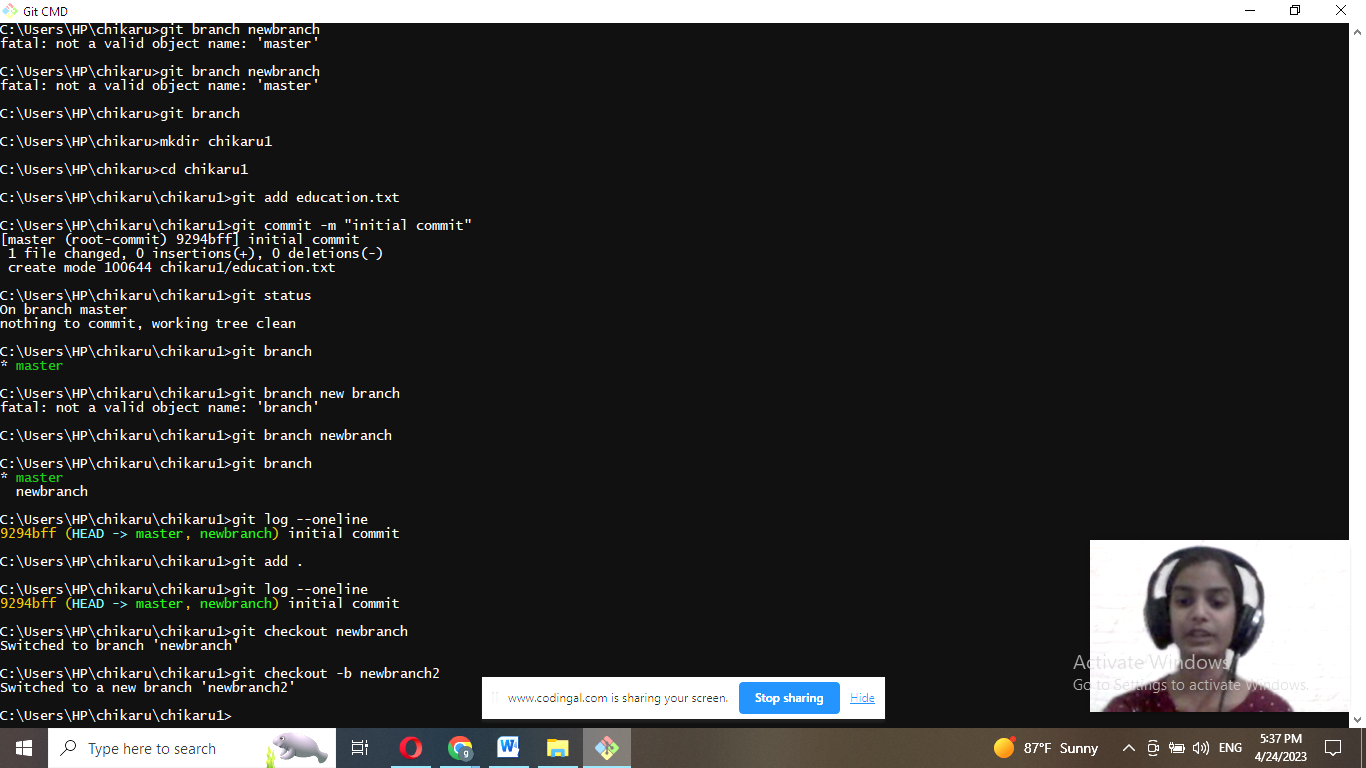 Git CMD
C:\Users\HP\chikaru>git branch newbranch
fatal: not a valid object name: 'master'
C:\Users\HP\chikaru>git branch newbranch
fatal: not a valid object name: 'master'
C:\Users\HP\chikaru>git branch
C:\Users\HP\chikaru>mkdir chikaru1
C:\Users\HP\chikaru>cd chikaru1
C:\Users\HP\chikaru\chikaru1>git add education.txt
C:\Users\HP\chikaru\chikaru1>git commit -m "initial commit"
[master (root-commit) 9294bff] initial commit
 1 file changed, 0 insertions(+), 0 deletions(-)
 create mode 100644 chikaru1/education.txt
C:\Users\HP\chikaru\chikaru1>git status
On branch master
nothing to commit, working tree clean
C:\Users\HP\chikaru\chikaru1>git branch
* master
C:\Users\HP\chikaru\chikaru1>git branch new branch
fatal: not a valid object name: 'branch'
C:\Users\HP\chikaru\chikaru1>git branch newbranch
C:\Users\HP\chikaru\chikaru1>git branch
* master
  newbranch
C:\Users\HP\chikaru\chikaru1>git log --oneline
9294bff (HEAD -> master, newbranch) initial commit
C:\Users\HP\chikaru\chikaru1>git add .
C:\Users\HP\chikaru\chikaru1>git log --oneline
9294bff (HEAD -> master, newbranch) initial commit
C:\Users\HP\chikaru\chikaru1>git checkout newbranch
Switched to branch 'newbranch'
C:\Users\HP\chikaru\chikaru1>git checkout -b newbranch2
Switched to a new branch 'newbranch2'
C:\Users\HP\chikaru\chikaru1>
Activate Windows
Go to Settings to activate Windows.
www.codingal.com is sharing your screen. Stop sharing Hide
Type here to search
87°F Sunny
ENG
5:37 PM
4/24/2023